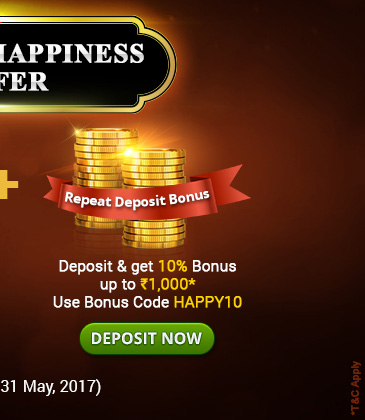 HAPPINESS
FER
+
Repeat Deposit Bonus
Deposit & get 10% Bonus
up to ₹1,000*
Use Bonus Code HAPPY10
DEPOSIT NOW
31 May, 2017)
*T&C Apply